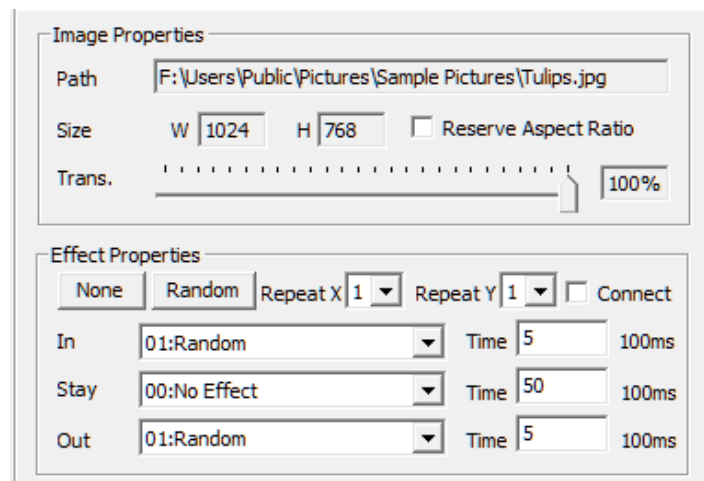 Image Properties
Path F:\Users\Public\Pictures\Sample Pictures\Tulips.jpg
Size W 1024 H 768 Reserve Aspect Ratio
Trans. 100%
Effect Properties
None Random Repeat X 1 Repeat Y 1 Connect
In 01:Random Time 5 100ms
Stay 00:No Effect Time 50 100ms
Out 01:Random Time 5 100ms